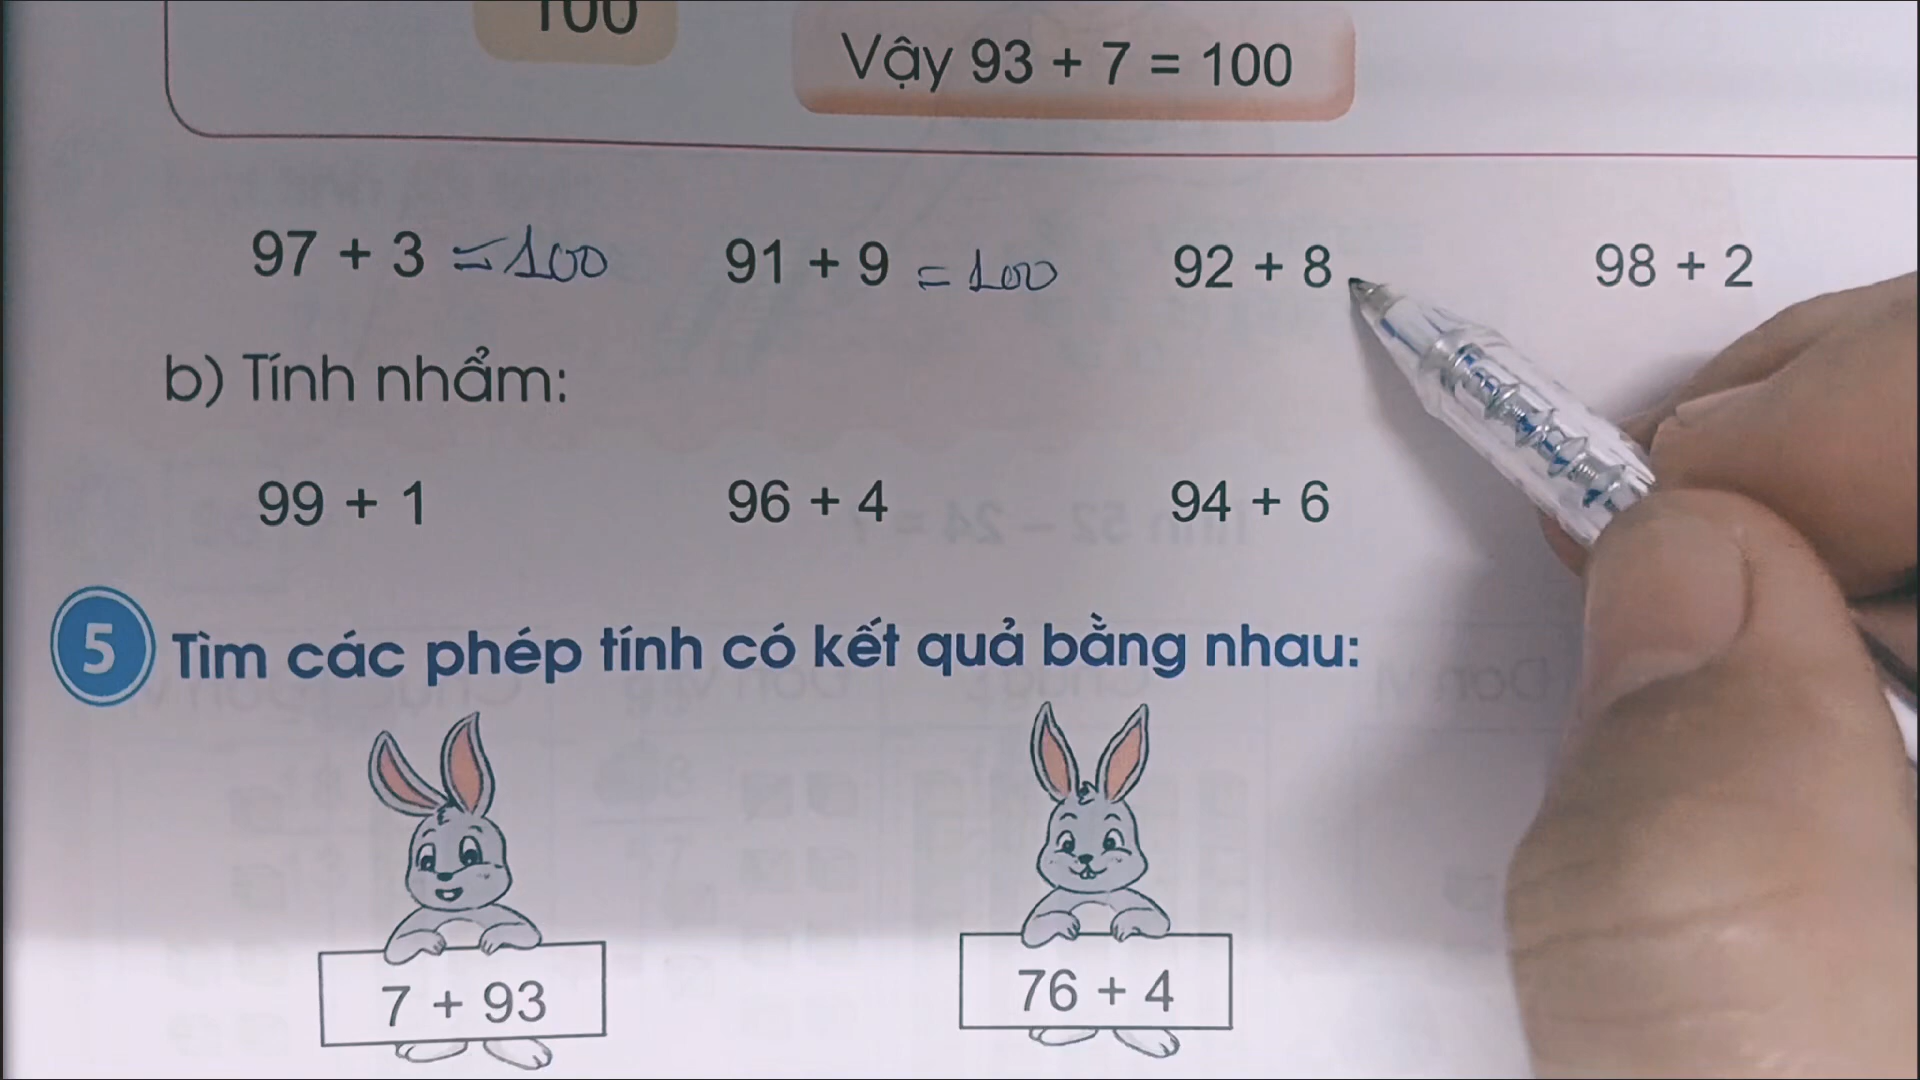 100
Vậy 93 + 7 = 100
97 + 3 = 100 91 + 9 = 100 92 + 8 98 + 2
b) Tính nhẩm:
99 + 1 96 + 4 94 + 6
5 Tìm các phép tính có kết quả bằng nhau:
7 + 93 76 + 4